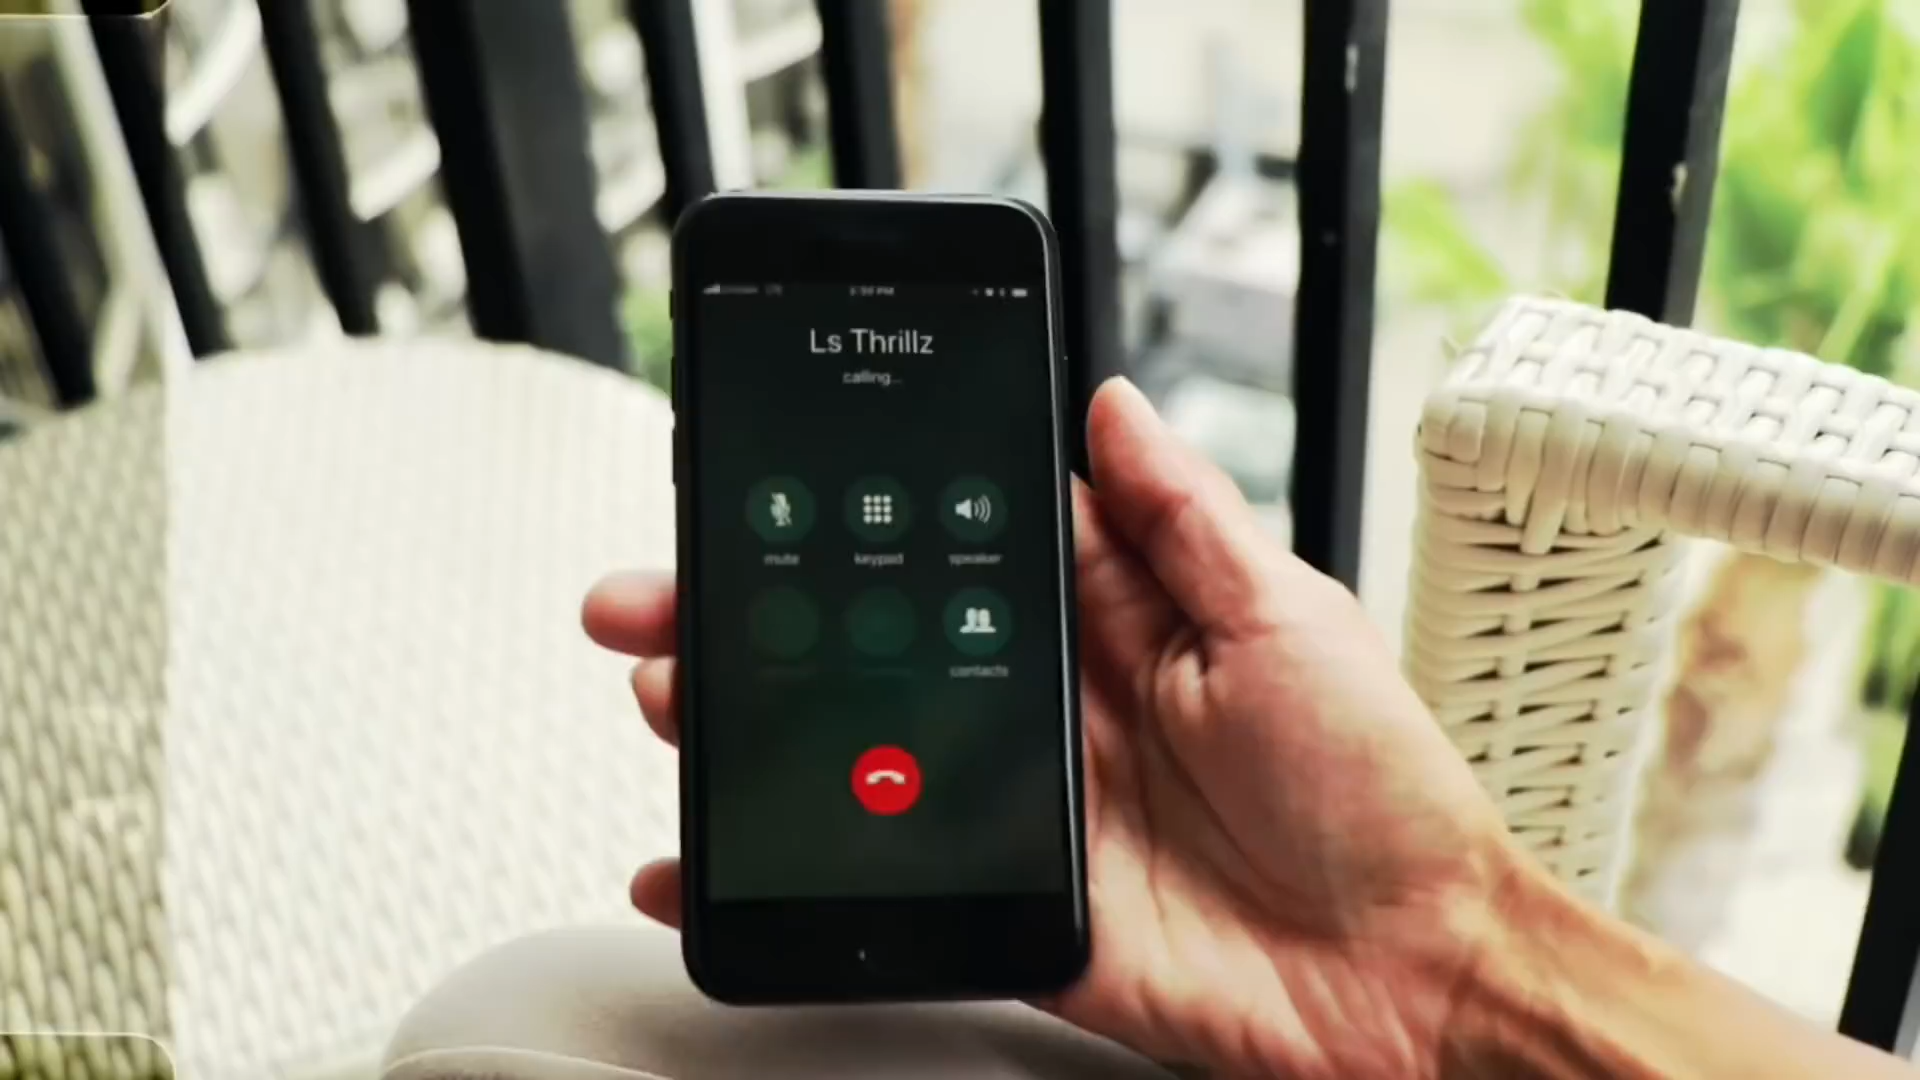 Ls Thrillz
calling...
mute keypad speaker
contacts